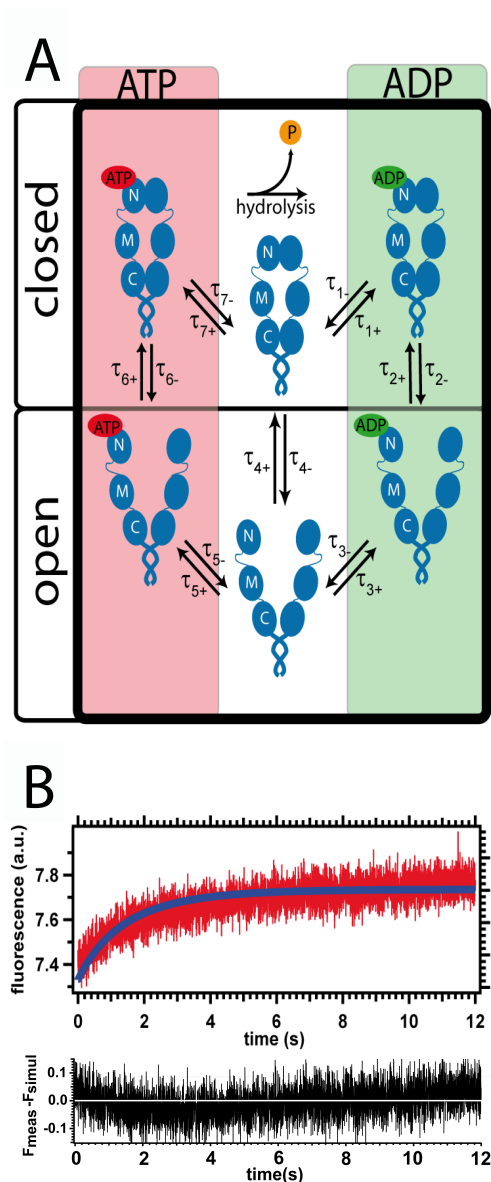 A
ATP
ADP
closed
P
hydrolysis
ATP
N
M
C
N
M
C
ADP
N
M
C
τ7-
τ7+
τ1-
τ1+
τ6+
τ6-
τ2+
τ2-
open
ATP
N
M
C
τ4+
τ4-
ADP
N
M
C
τ5-
τ5+
N
M
C
τ3-
τ3+
B
fluorescence (a.u.)
7.8
7.6
7.4
0 2 4 6 8 10 12
time (s)
Fmeas -Fsimul
0.1
0.0
-0.1
0 2 4 6 8 10 12
time(s)